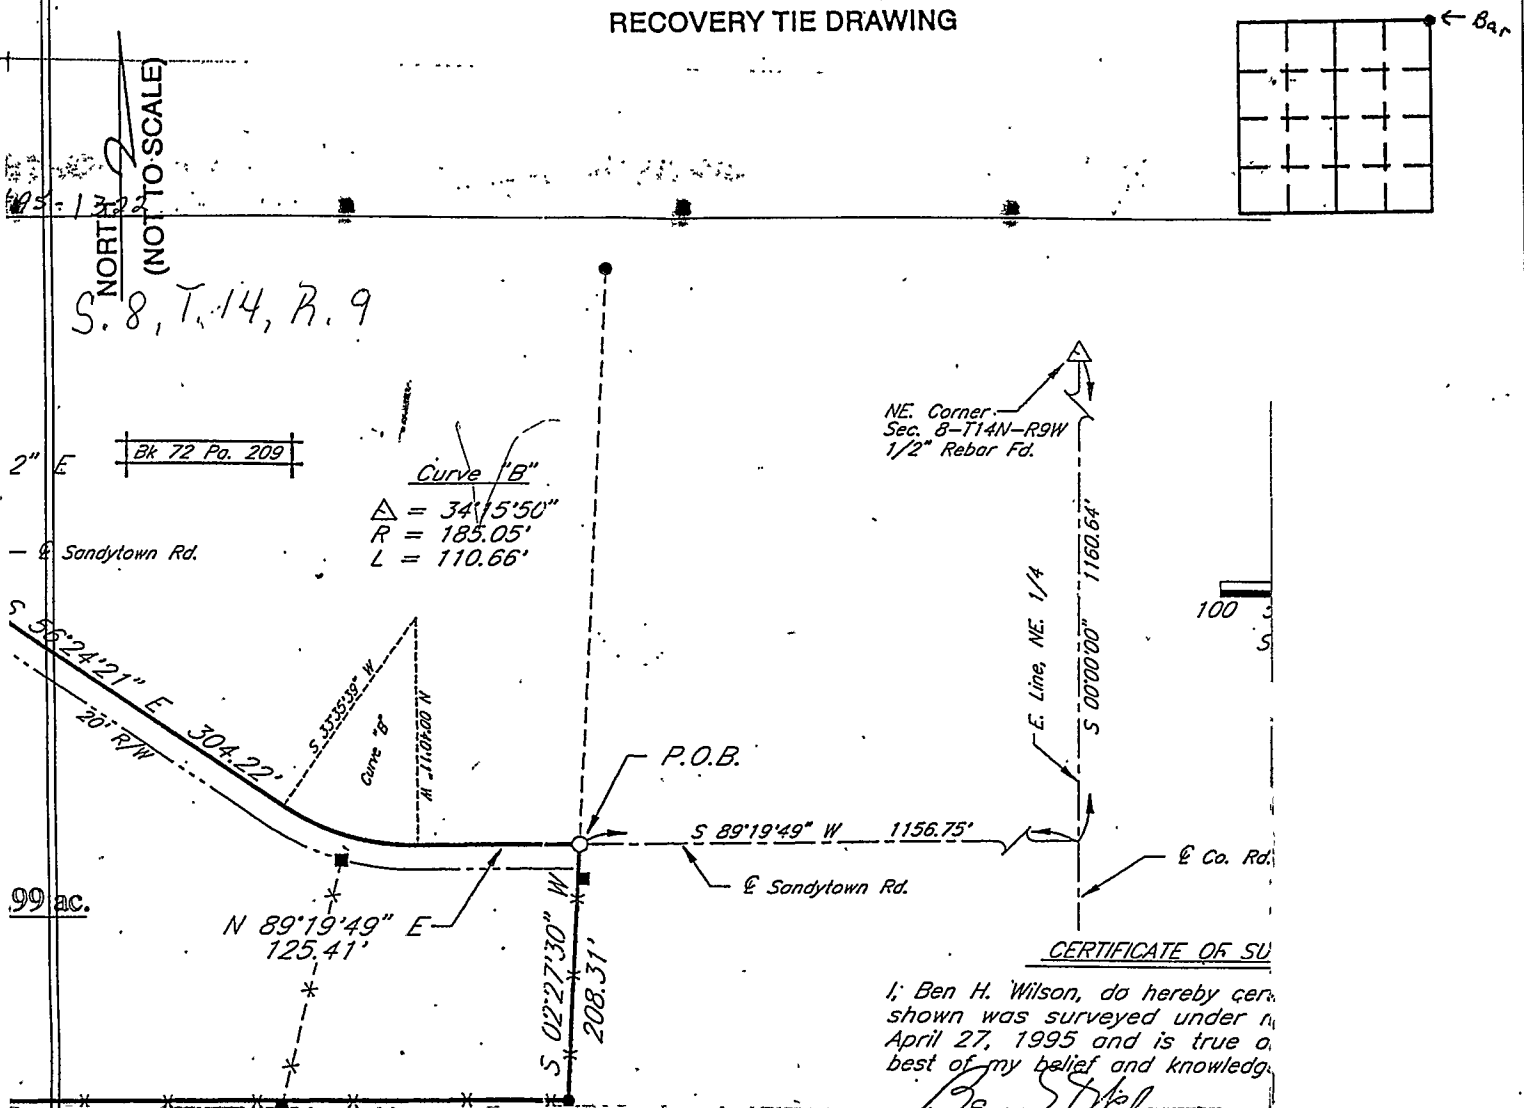 RECOVERY TIE DRAWING
← Bar
NORTH
(NOT TO SCALE)
95-1322
S. 8, T. 14, R. 9
2" E
Bk 72 Pa. 209
Curve "B"
△ = 34°15'50"
R = 185.05'
L = 110.66'
℄ Sandytown Rd.
NE. Corner
Sec. 8-T14N-R9W
1/2" Rebar Fd.
E. Line, NE. 1/4
S 00°00'00" 1160.64'
100
S 56°24'21" E 304.22'
20' R/W
S 33°35'39" W
Curve "B"
P.O.B.
S 89°19'49" W 1156.75'
℄ Sandytown Rd.
℄ Co. Rd.
.99 ac.
N 89°19'49" E
125.41'
S 02°27'30" W
208.31'
CERTIFICATE OF SU
I, Ben H. Wilson, do hereby cer
shown was surveyed under
April 27, 1995 and is true
best of my belief and knowledg